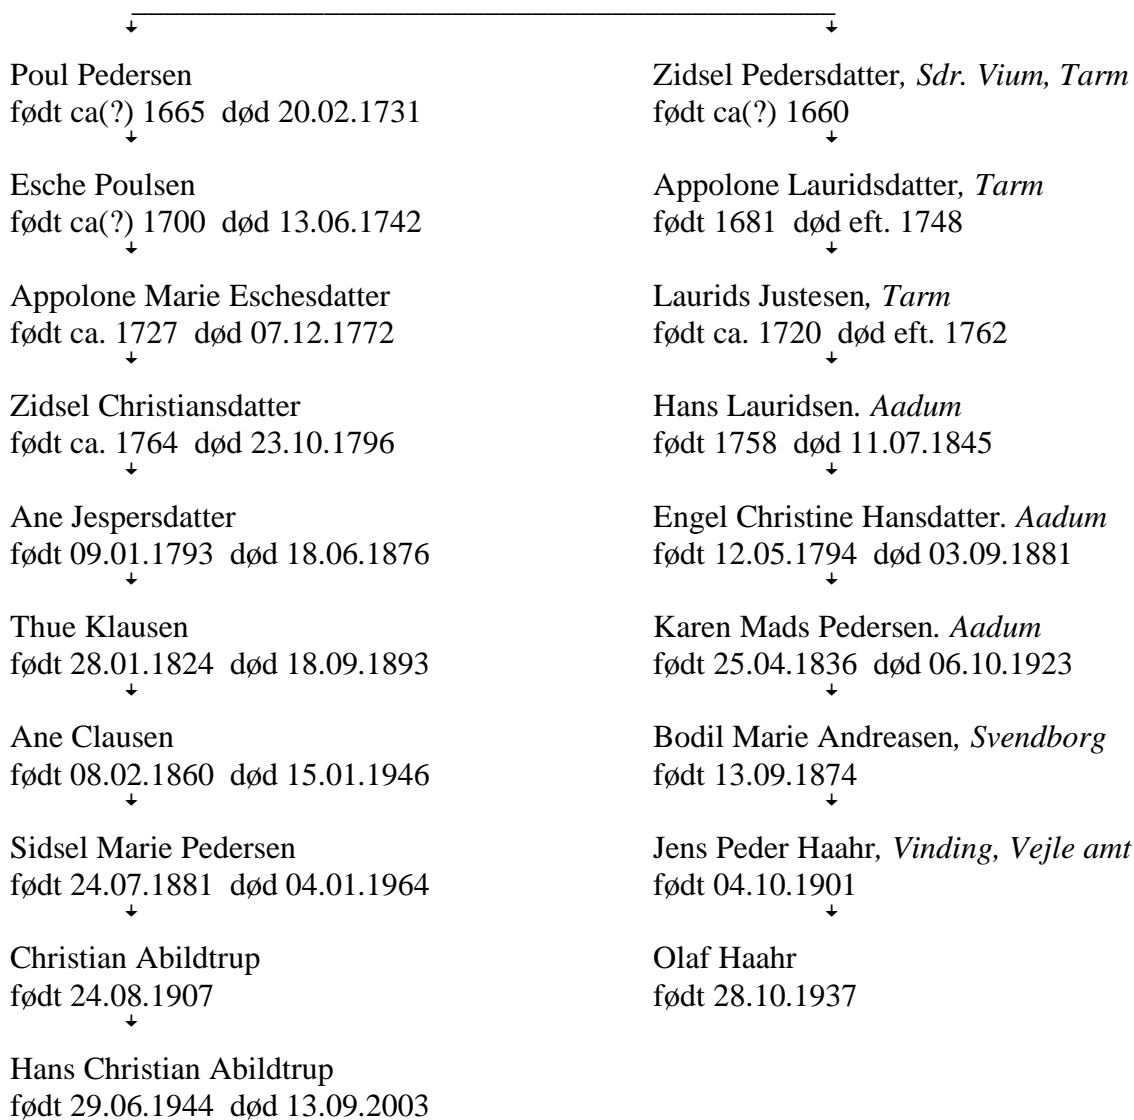 Poul Pedersen
født ca(?) 1665 død 20.02.1731
Esche Poulsen
født ca(?) 1700 død 13.06.1742
Appolone Marie Eschesdatter
født ca. 1727 død 07.12.1772
Zidsel Christiansdatter
født ca. 1764 død 23.10.1796
Ane Jespersdatter
født 09.01.1793 død 18.06.1876
Thue Klausen
født 28.01.1824 død 18.09.1893
Ane Clausen
født 08.02.1860 død 15.01.1946
Sidsel Marie Pedersen
født 24.07.1881 død 04.01.1964
Christian Abildtrup
født 24.08.1907
Hans Christian Abildtrup
født 29.06.1944 død 13.09.2003
Zidsel Pedersdatter, Sdr. Vium, Tarm
født ca(?) 1660
Appolone Lauridsdatter, Tarm
født 1681 død eft. 1748
Laurids Justesen, Tarm
født ca. 1720 død eft. 1762
Hans Lauridsen. Aadum
født 1758 død 11.07.1845
Engel Christine Hansdatter. Aadum
født 12.05.1794 død 03.09.1881
Karen Mads Pedersen. Aadum
født 25.04.1836 død 06.10.1923
Bodil Marie Andreasen, Svendborg
født 13.09.1874
Jens Peder Haahr, Vinding, Vejle amt
født 04.10.1901
Olaf Haahr
født 28.10.1937